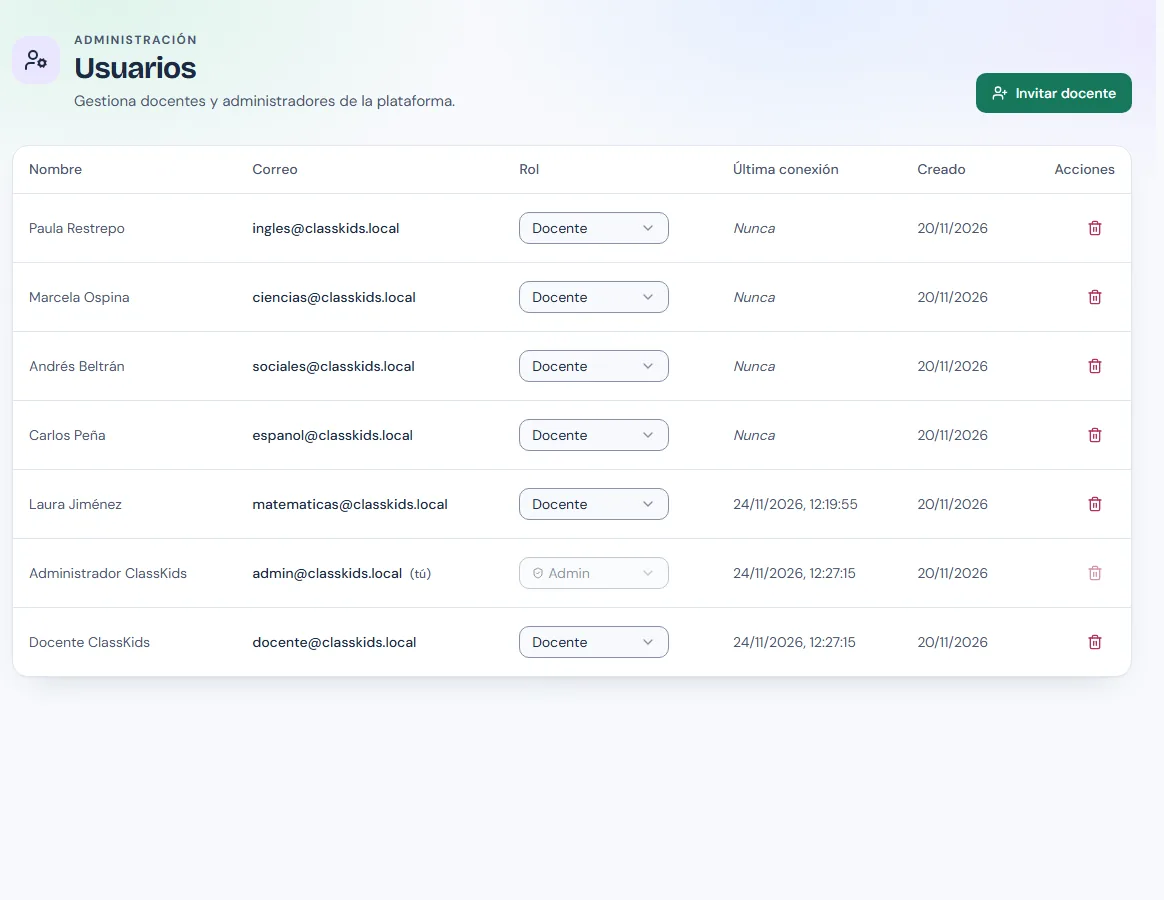 ADMINISTRACIÓN
Usuarios
Gestiona docentes y administradores de la plataforma.
Invitar docente
Nombre Correo Rol Última conexión Creado Acciones
Paula Restrepo ingles@classkids.local Docente Nunca 20/11/2026
Marcela Ospina ciencias@classkids.local Docente Nunca 20/11/2026
Andrés Beltrán sociales@classkids.local Docente Nunca 20/11/2026
Carlos Peña espanol@classkids.local Docente Nunca 20/11/2026
Laura Jiménez matematicas@classkids.local Docente 24/11/2026, 12:19:55 20/11/2026
Administrador ClassKids admin@classkids.local (tú) Admin 24/11/2026, 12:27:15 20/11/2026
Docente ClassKids docente@classkids.local Docente 24/11/2026, 12:27:15 20/11/2026